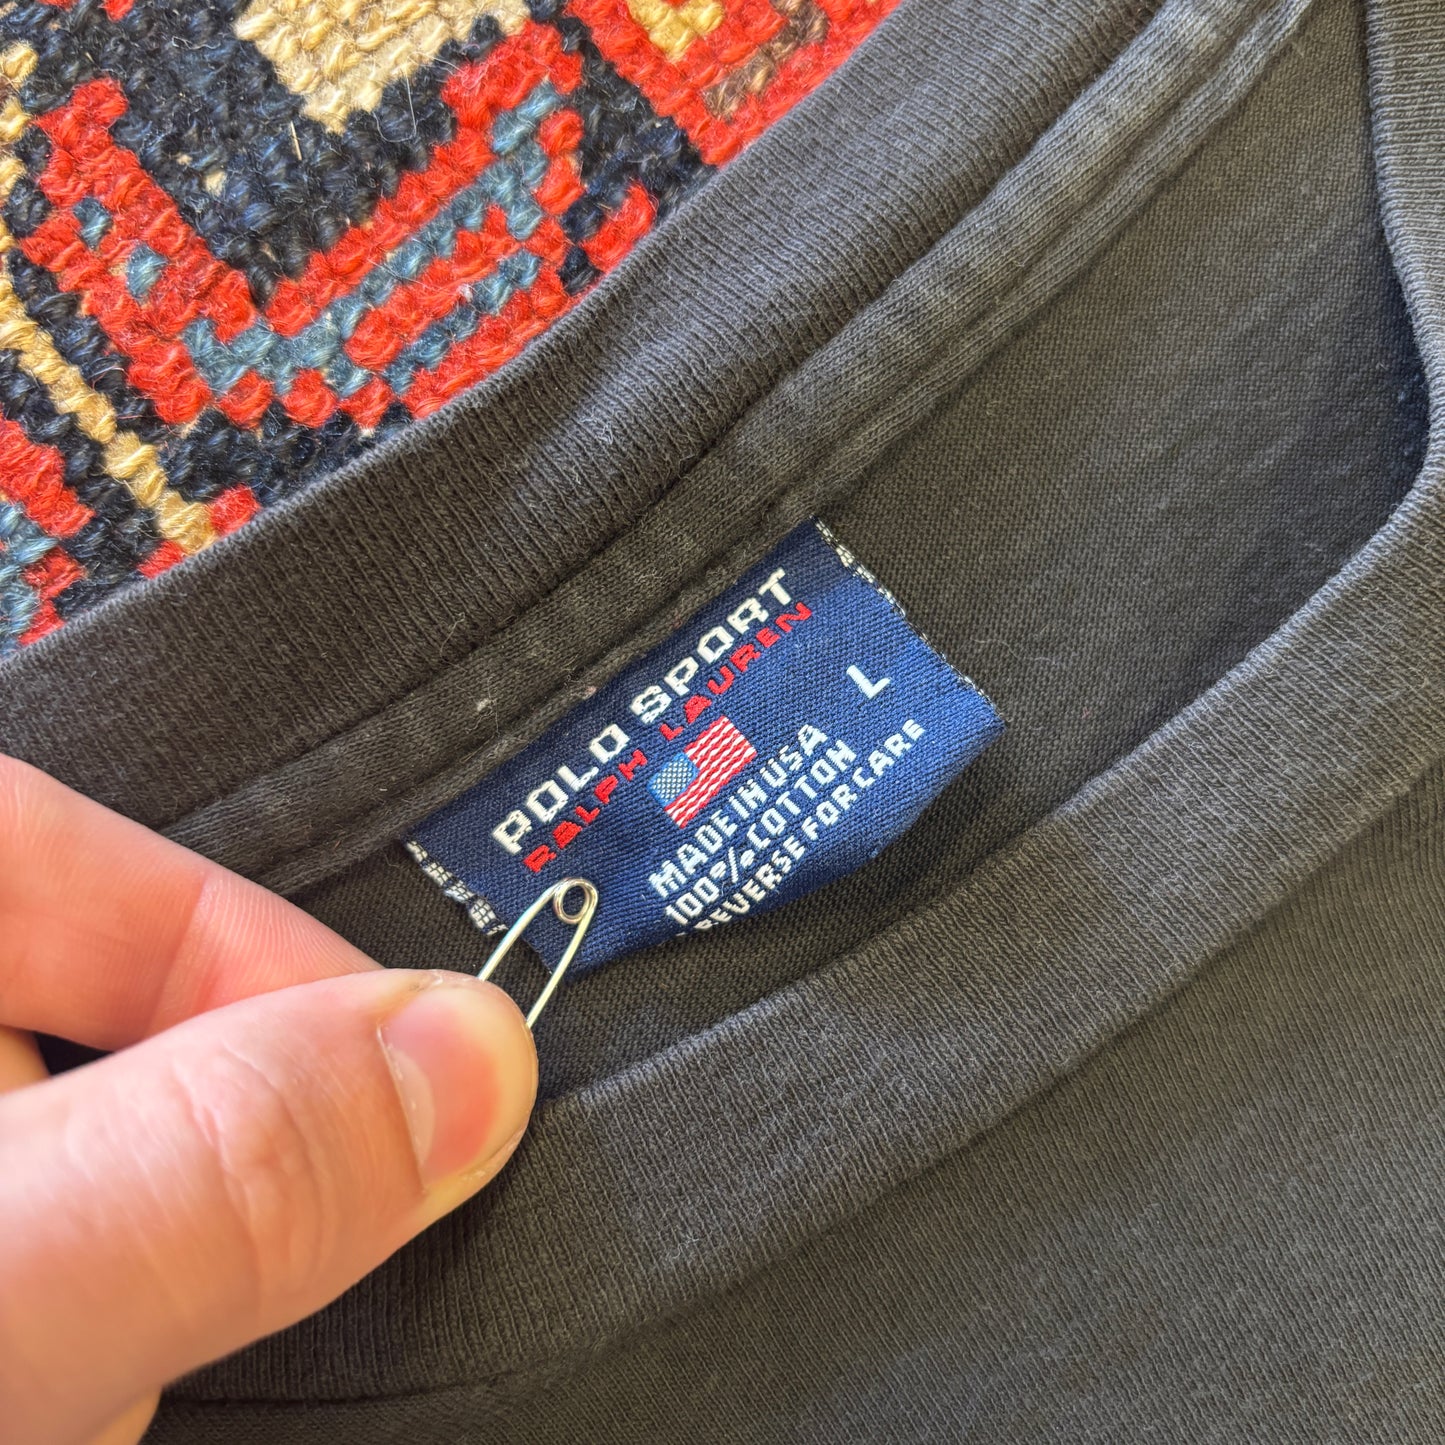 POLO SPORT
RALPH LAUREN
L
MADE IN USA
100% COTTON
REVERSE FOR CARE